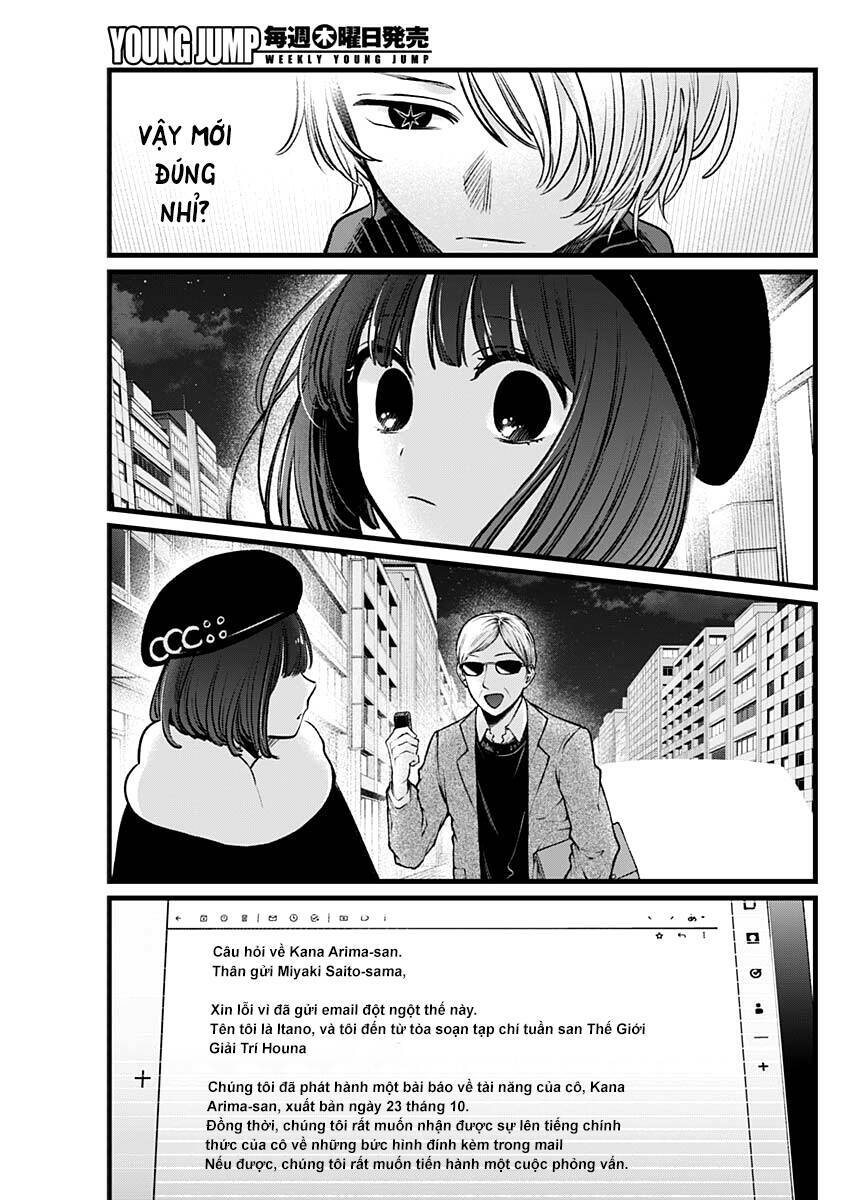 YOUNG JUMP 毎週木曜日発売
WEEKLY YOUNG JUMP
VẬY MỚI
ĐÚNG
NHỈ?
Câu hỏi về Kana Arima-san.
Thân gửi Miyaki Saito-sama,
Xin lỗi vì đã gửi email đột ngột thế này.
Tên tôi là Itano, và tôi đến từ tòa soạn tạp chí tuần san Thế Giới
Giải Trí Houna
Chúng tôi đã phát hành một bài báo về tài năng của cô, Kana
Arima-san, xuất bản ngày 23 tháng 10.
Đồng thời, chúng tôi rất muốn nhận được sự lên tiếng chính
thức của cô về những bức hình đính kèm trong mail
Nếu được, chúng tôi rất muốn tiến hành một cuộc phỏng vấn.